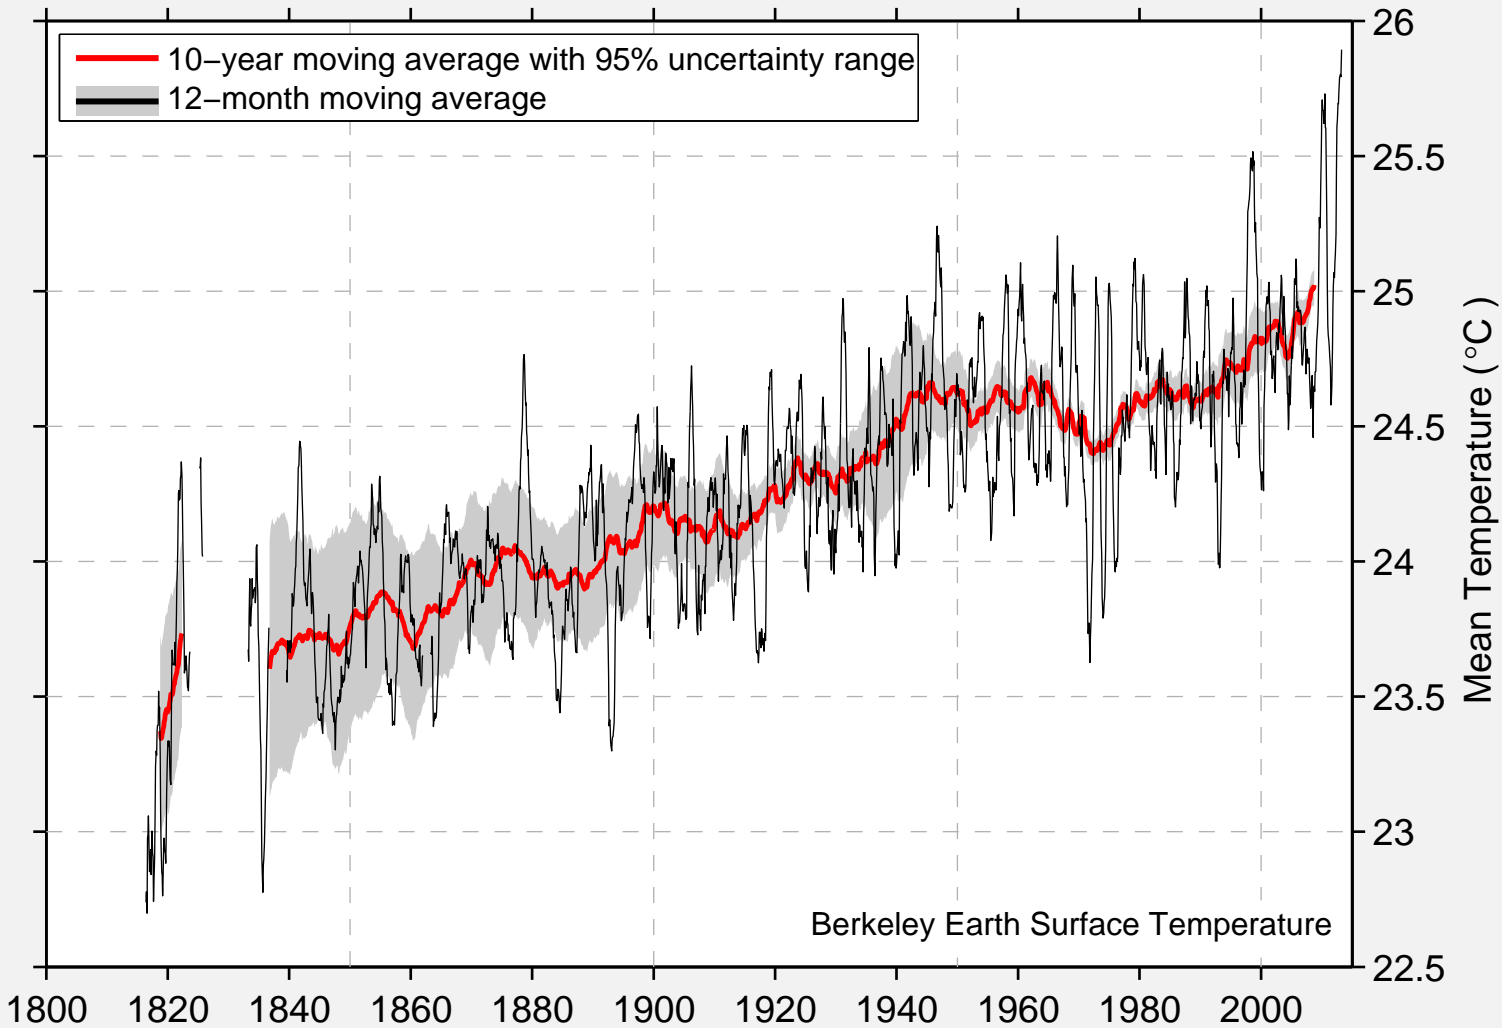 10−year moving average with 95% uncertainty range
12−month moving average
26
25.5
25
24.5
24
23.5
23
22.5
Mean Temperature ( °C )
Berkeley Earth Surface Temperature
1800 1820 1840 1860 1880 1900 1920 1940 1960 1980 2000